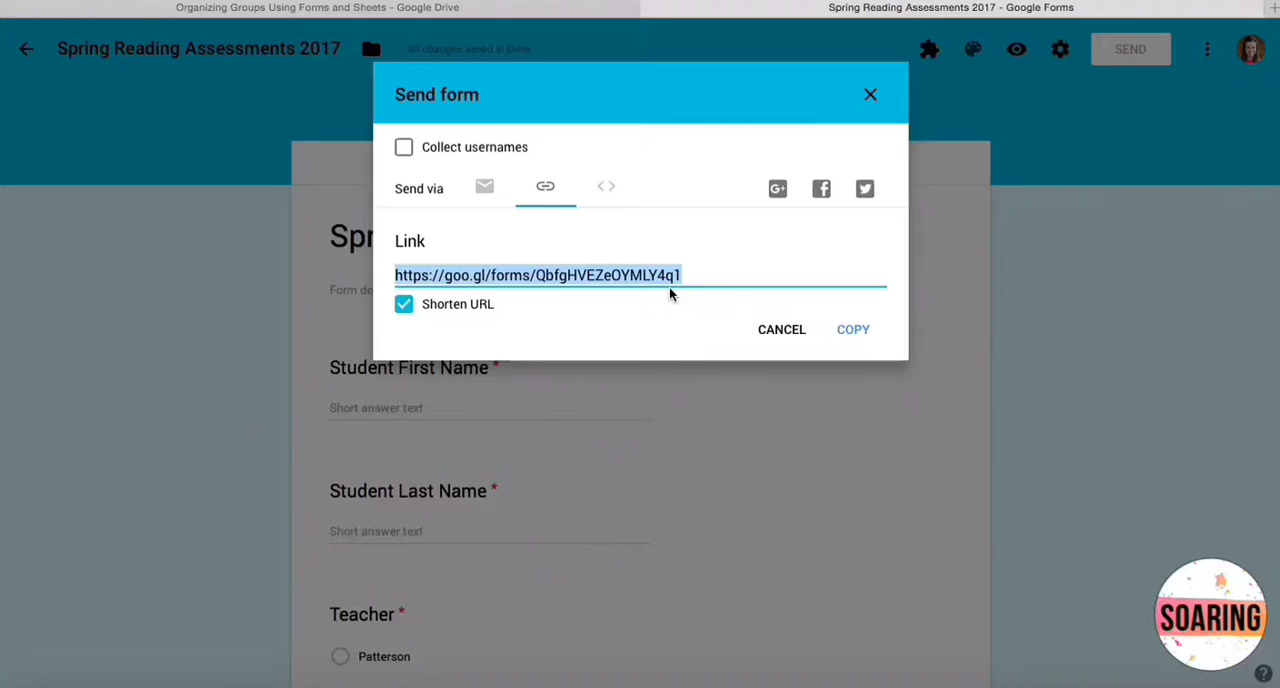 Organizing Groups Using Forms and Sheets - Google Drive
Spring Reading Assessments 2017 - Google Forms
Spring Reading Assessments 2017
All changes saved in Drive
SEND
Send form
Collect usernames
Send via
G+
Link
https://goo.gl/forms/QbfgHVEZeOYMLY4q1
Shorten URL
CANCEL
COPY
Spr
Form de
Student First Name *
Short answer text
Student Last Name *
Short answer text
Teacher *
Patterson
SOARING